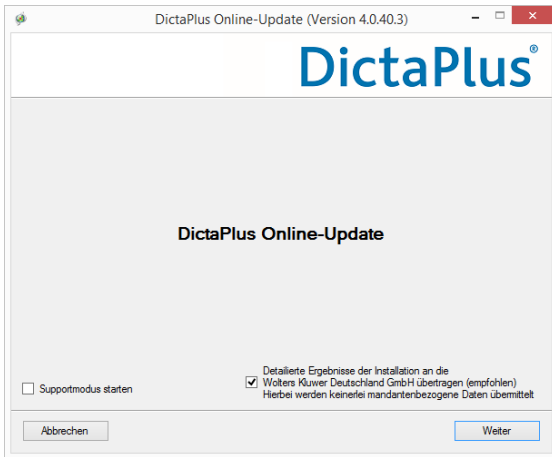 DictaPlus Online-Update (Version 4.0.40.3)
DictaPlus®
DictaPlus Online-Update
Supportmodus starten
Detailierte Ergebnisse der Installation an die
Wolters Kluwer Deutschland GmbH übertragen (empfohlen)
Hierbei werden keinerlei mandantenbezogene Daten übermittelt
Abbrechen
Weiter